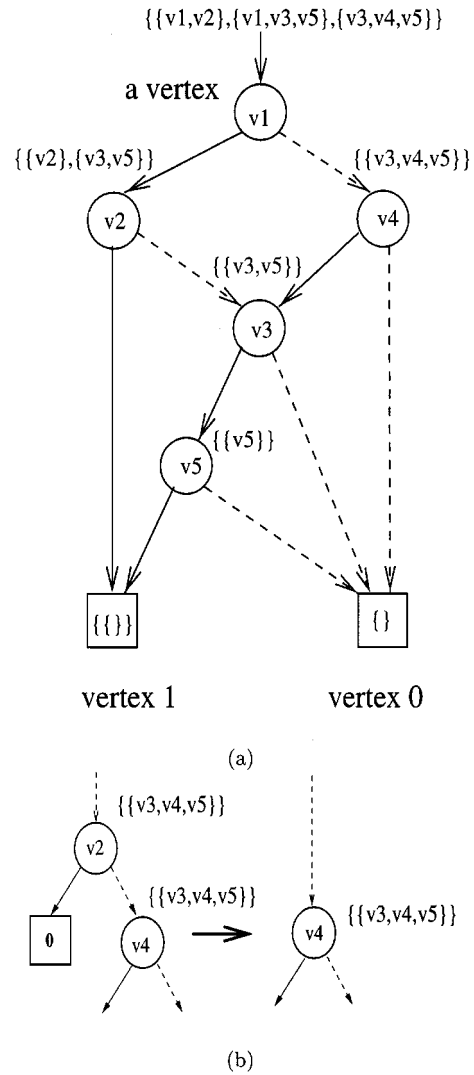 {{v1,v2},{v1,v3,v5},{v3,v4,v5}}
a vertex
v1
{{v2},{v3,v5}}
{{v3,v4,v5}}
v2
v4
{{v3,v5}}
v3
{{v5}}
v5
{{}}
{}
vertex 1
vertex 0
(a)
{{v3,v4,v5}}
v2
{{v3,v4,v5}}
{{v3,v4,v5}}
0
v4
v4
(b)